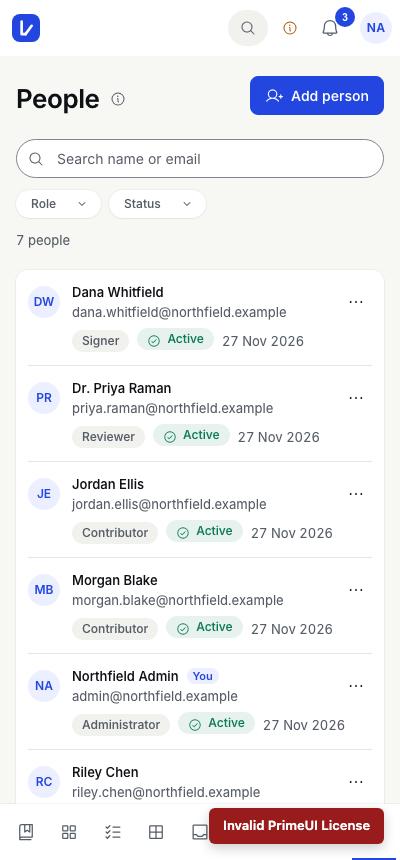 3
NA
People
Add person
Search name or email
Role
Status
7 people
DW
Dana Whitfield
dana.whitfield@northfield.example
Signer Active 27 Nov 2026
PR
Dr. Priya Raman
priya.raman@northfield.example
Reviewer Active 27 Nov 2026
JE
Jordan Ellis
jordan.ellis@northfield.example
Contributor Active 27 Nov 2026
MB
Morgan Blake
morgan.blake@northfield.example
Contributor Active 27 Nov 2026
NA
Northfield Admin You
admin@northfield.example
Administrator Active 27 Nov 2026
RC
Riley Chen
riley.chen@northfield.example
Invalid PrimeUI License